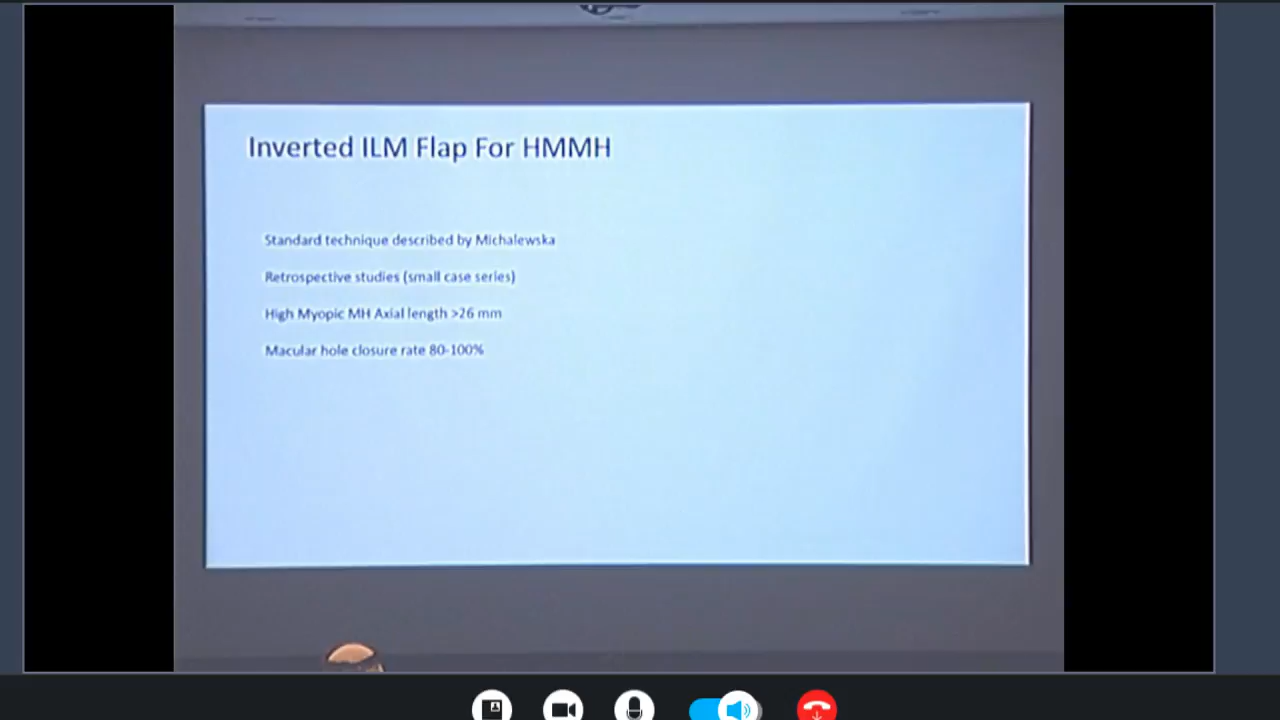 Inverted ILM Flap For HMMH
Standard technique described by Michalewska
Retrospective studies (small case series)
High Myopic MH Axial length >26 mm
Macular hole closure rate 80-100%